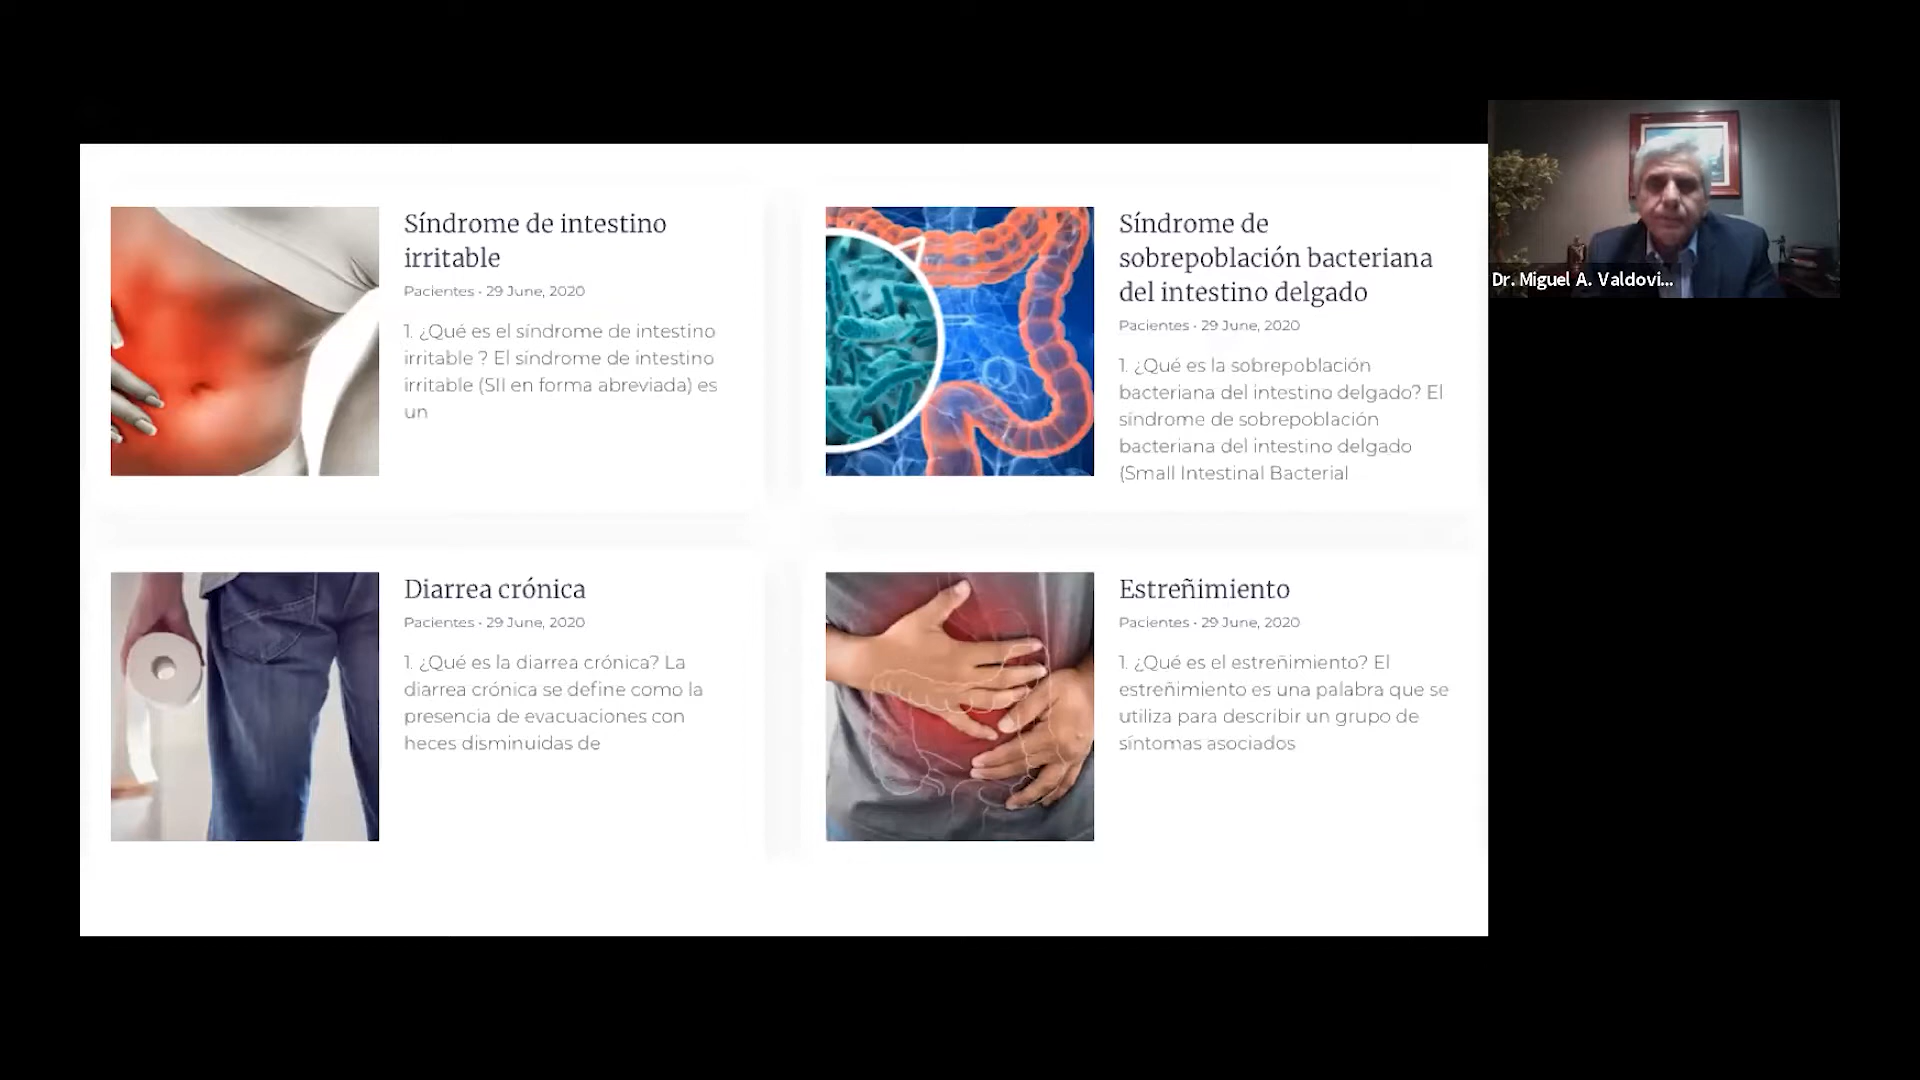 Síndrome de intestino
irritable
Pacientes • 29 June, 2020
1. ¿Qué es el síndrome de intestino
irritable ? El síndrome de intestino
irritable (SII en forma abreviada) es
un
Síndrome de
sobrepoblación bacteriana
del intestino delgado
Pacientes • 29 June, 2020
1. ¿Qué es la sobrepoblación
bacteriana del intestino delgado? El
síndrome de sobrepoblación
bacteriana del intestino delgado
(Small Intestinal Bacterial
Diarrea crónica
Pacientes • 29 June, 2020
1. ¿Qué es la diarrea crónica? La
diarrea crónica se define como la
presencia de evacuaciones con
heces disminuidas de
Estreñimiento
Pacientes • 29 June, 2020
1. ¿Qué es el estreñimiento? El
estreñimiento es una palabra que se
utiliza para describir un grupo de
síntomas asociados
Dr. Miguel A. Valdovi...